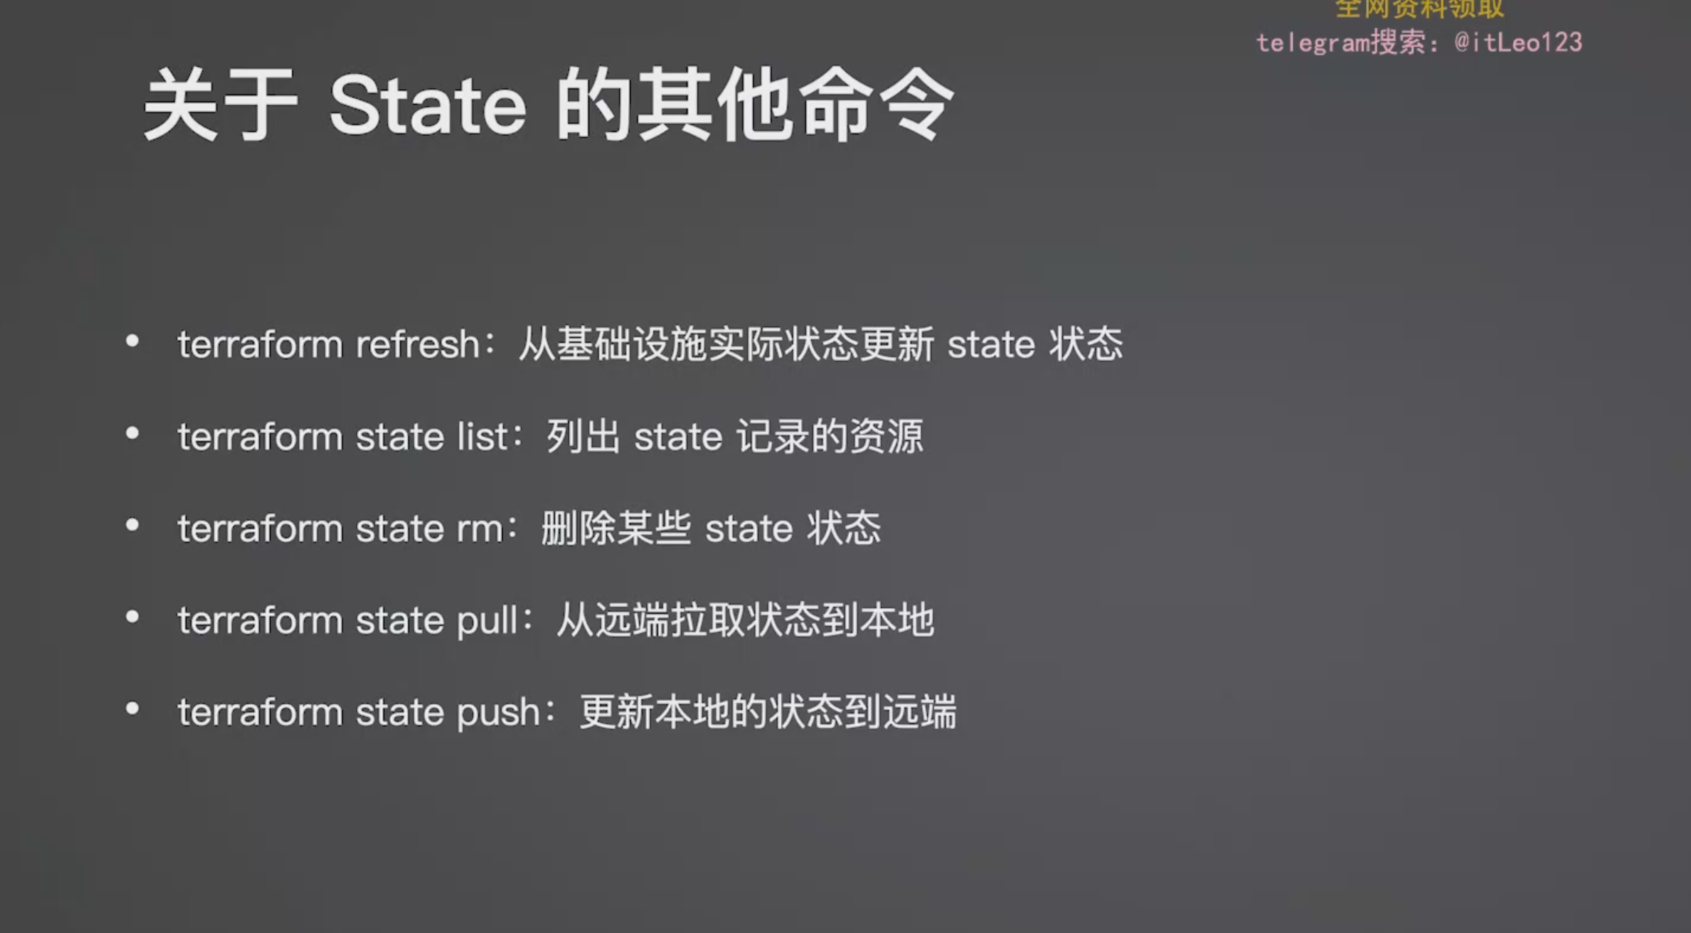 全网资料领取
telegram搜索：@itLeo123
关于 State 的其他命令
• terraform refresh：从基础设施实际状态更新 state 状态
• terraform state list：列出 state 记录的资源
• terraform state rm：删除某些 state 状态
• terraform state pull：从远端拉取状态到本地
• terraform state push：更新本地的状态到远端